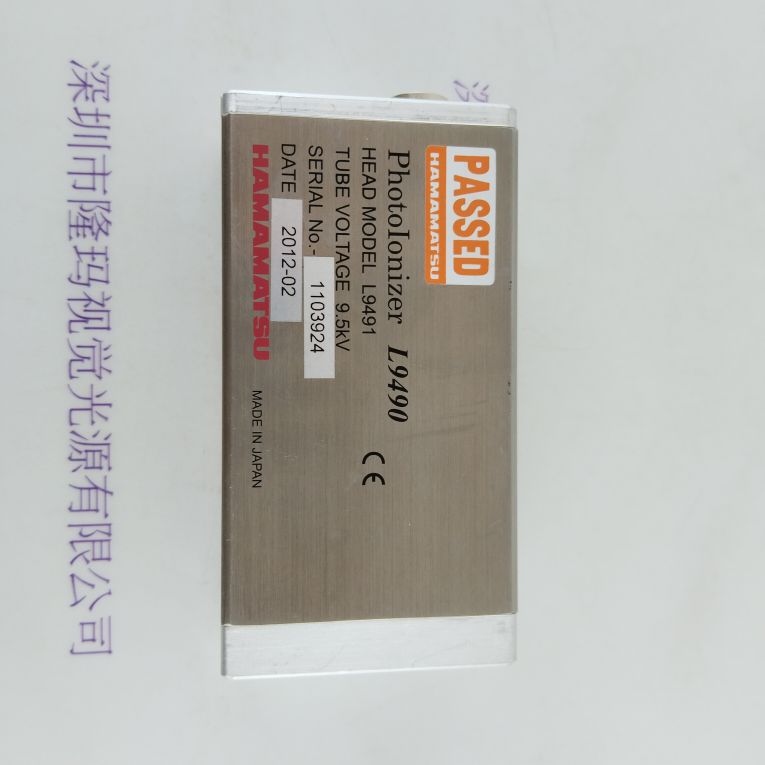 PASSED
HAMAMATSU
PhotoIonizer L9490
HEAD MODEL L9491
TUBE VOLTAGE 9.5kV
SERIAL No.- 1103924
DATE 2012-02
HAMAMATSU MADE IN JAPAN
CE
深圳市隆玛视觉光源有限公司